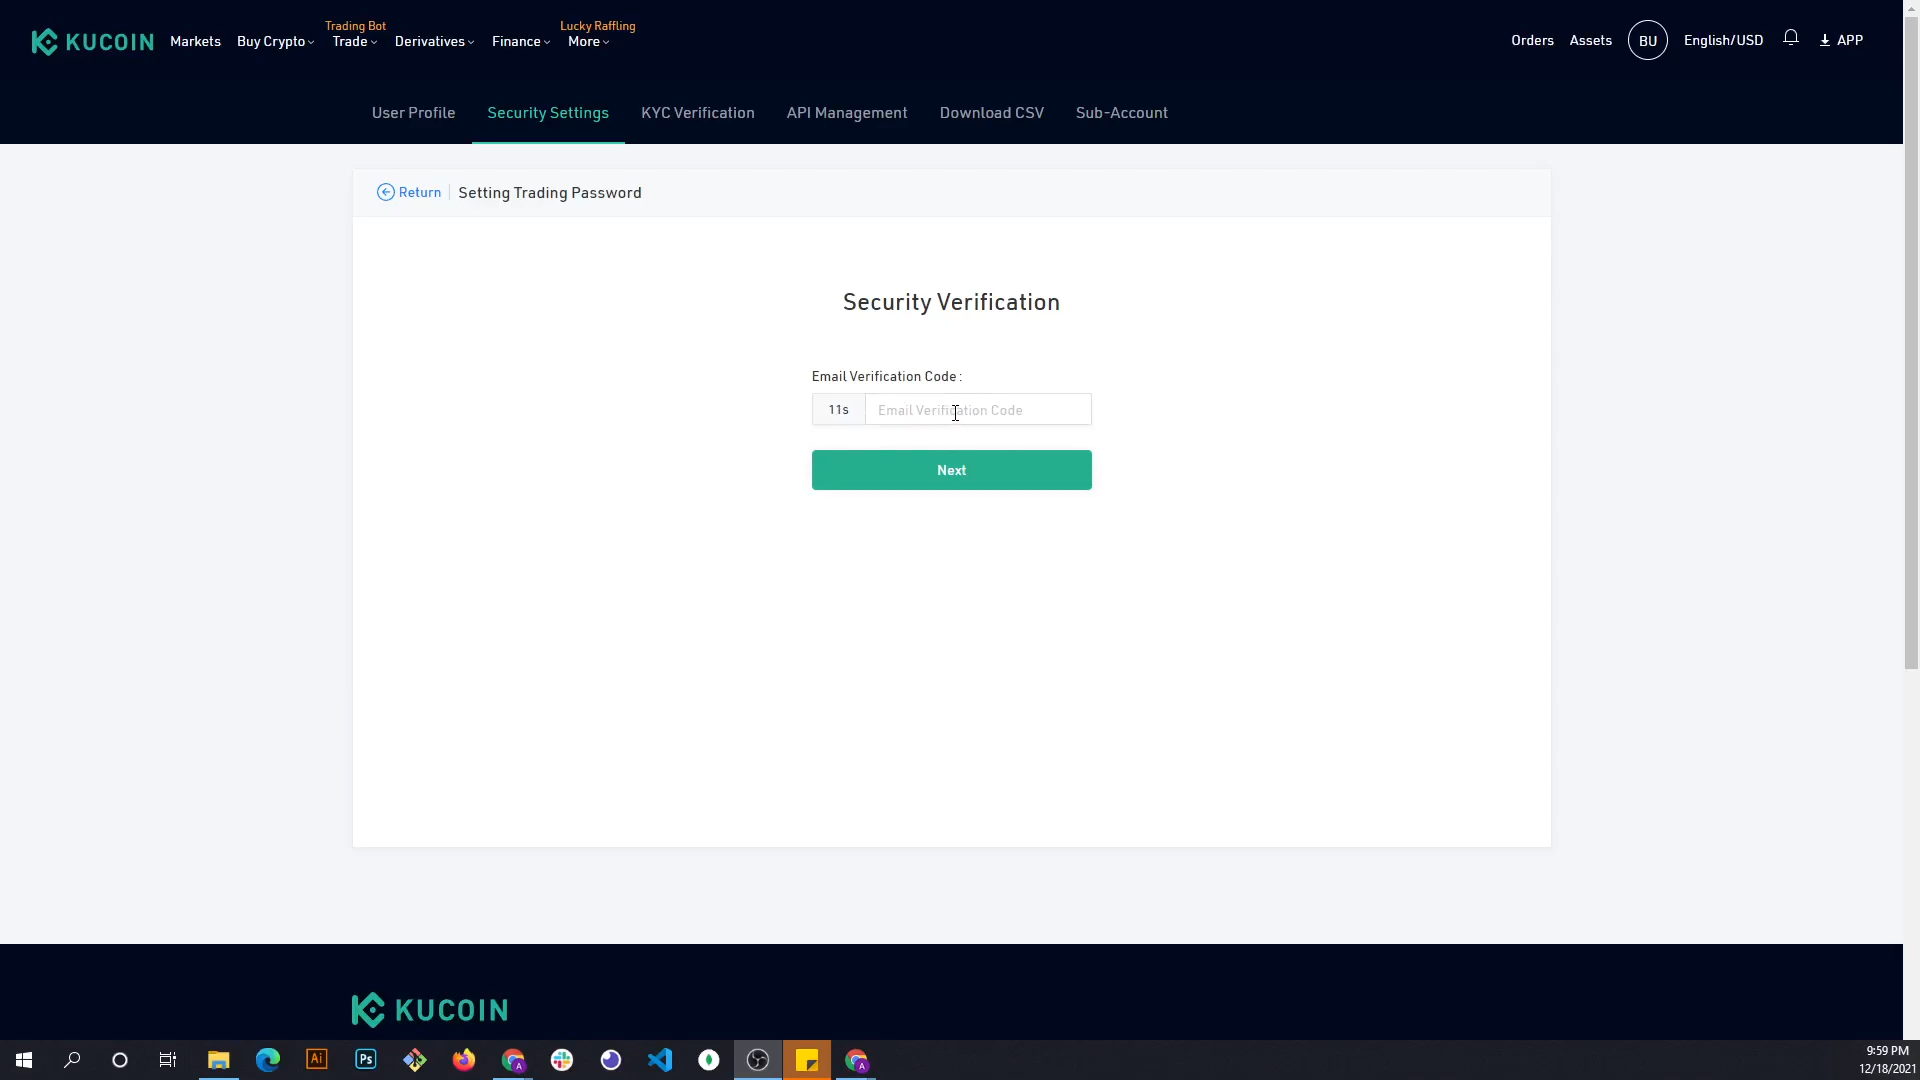 KUCOIN
Markets
Buy Crypto
Trading Bot
Trade
Derivatives
Finance
Lucky Raffling
More
Orders
Assets
BU
English/USD
APP
User Profile
Security Settings
KYC Verification
API Management
Download CSV
Sub-Account
Return
Setting Trading Password
Security Verification
Email Verification Code :
11s
Email Verification Code
Next
KUCOIN
Ai
Ps
A
A
9:59 PM
12/18/2021